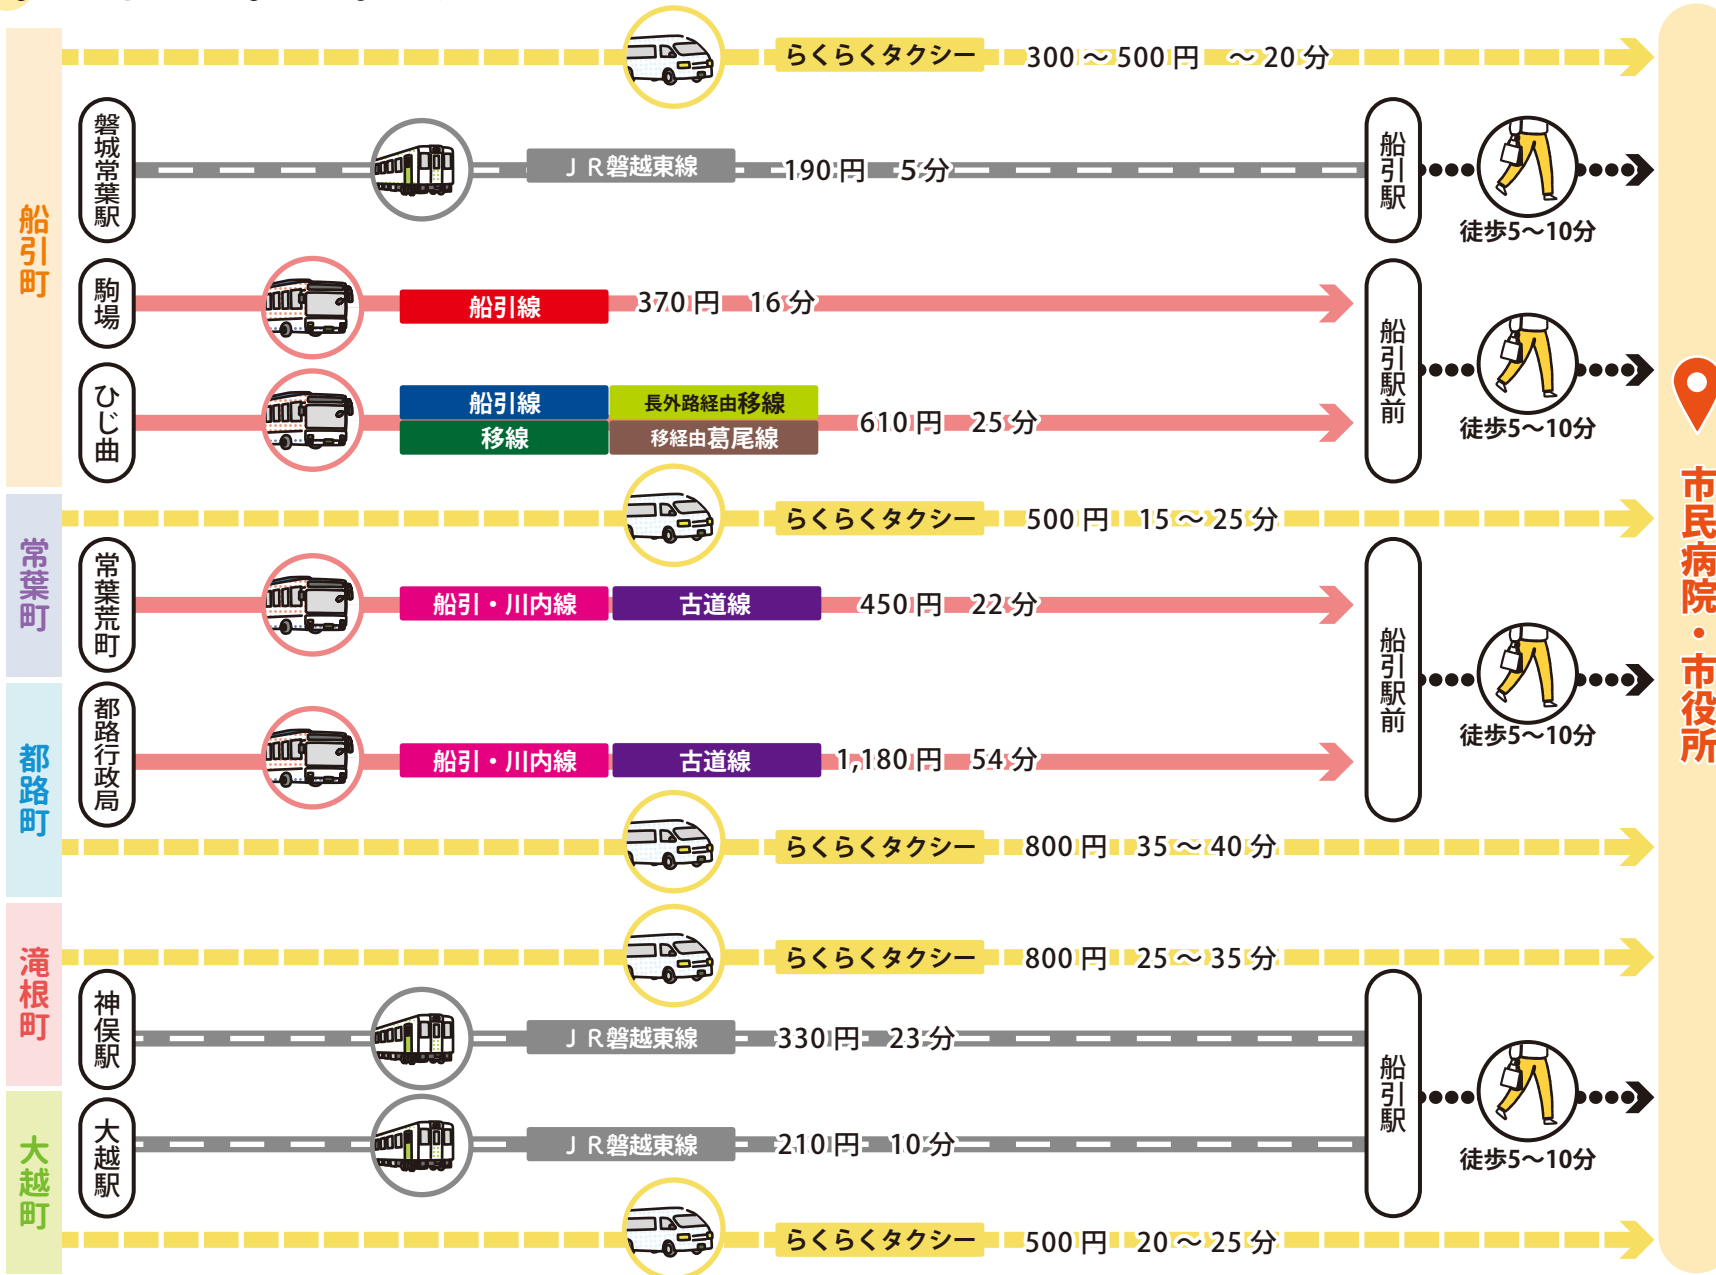 船引町
らくらくタクシー 300～500円 ～20分
磐城常葉駅
ＪＲ磐越東線 190円 5分
船引駅
徒歩5～10分
駒場
船引線 370円 16分
ひじ曲
船引線 長外路経由移線
移線 移経由葛尾線
610円 25分
船引駅前
徒歩5～10分
常葉町
らくらくタクシー 500円 15～25分
常葉荒町
船引・川内線 古道線 450円 22分
都路町
都路行政局
船引・川内線 古道線 1,180円 54分
船引駅前
徒歩5～10分
らくらくタクシー 800円 35～40分
滝根町
らくらくタクシー 800円 25～35分
神俣駅
ＪＲ磐越東線 330円 23分
大越町
大越駅
ＪＲ磐越東線 210円 10分
船引駅
徒歩5～10分
らくらくタクシー 500円 20～25分
市民病院・市役所